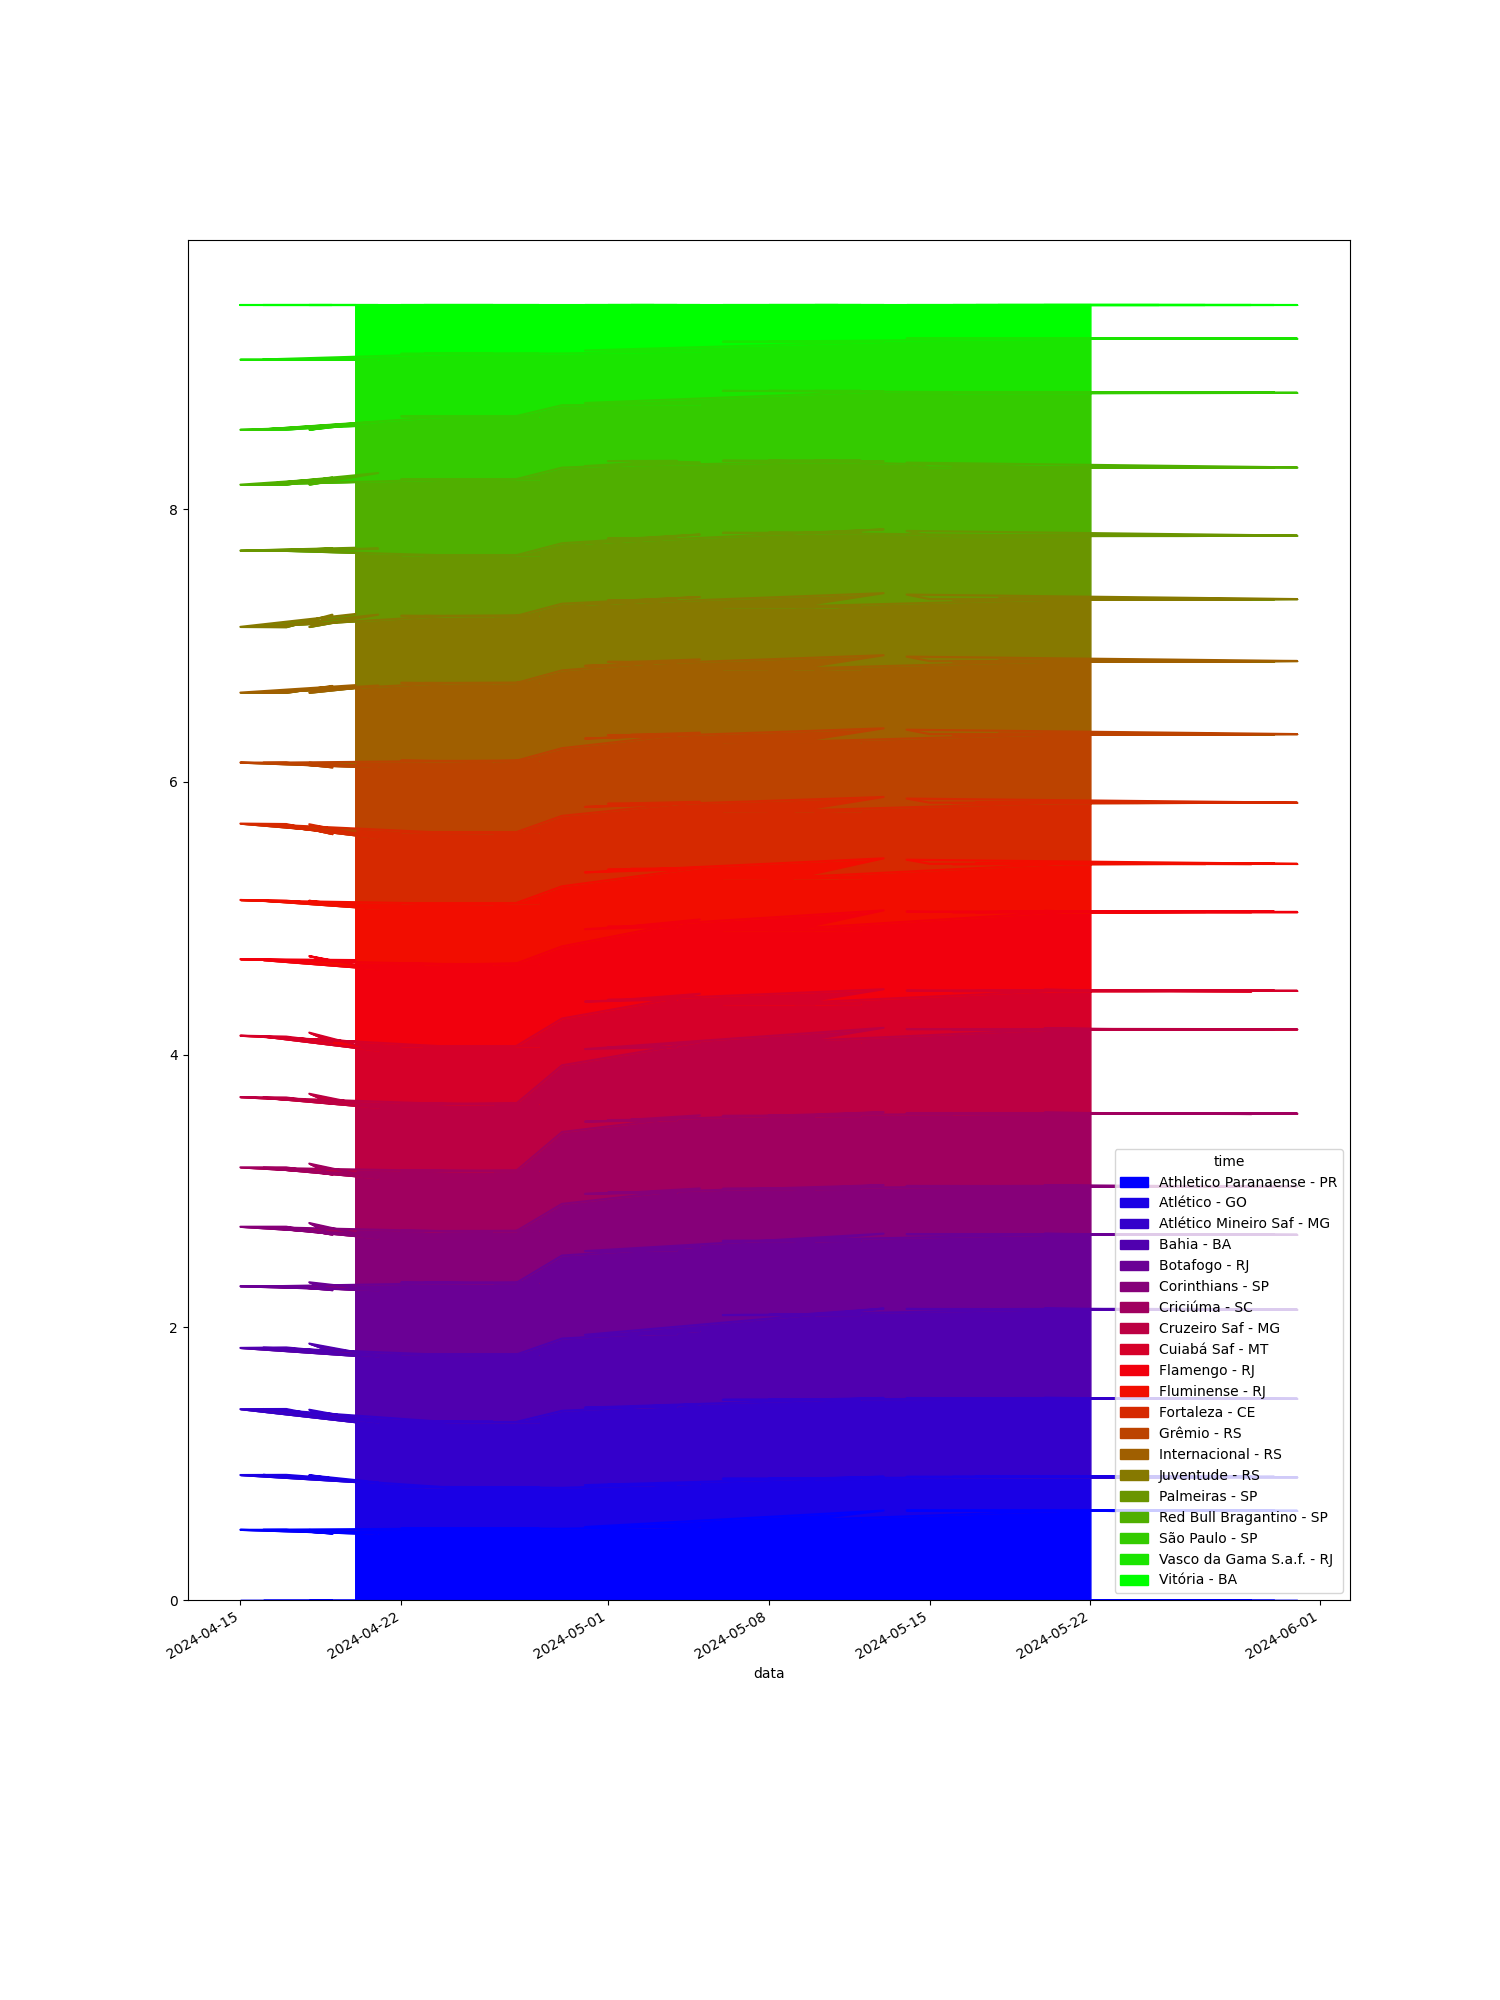 8
6
4
2
0
time
Athletico Paranaense - PR
Atlético - GO
Atlético Mineiro Saf - MG
Bahia - BA
Botafogo - RJ
Corinthians - SP
Criciúma - SC
Cruzeiro Saf - MG
Cuiabá Saf - MT
Flamengo - RJ
Fluminense - RJ
Fortaleza - CE
Grêmio - RS
Internacional - RS
Juventude - RS
Palmeiras - SP
Red Bull Bragantino - SP
São Paulo - SP
Vasco da Gama S.a.f. - RJ
Vitória - BA
2024-04-15
2024-04-22
2024-05-01
2024-05-08
2024-05-15
2024-05-22
2024-06-01
data